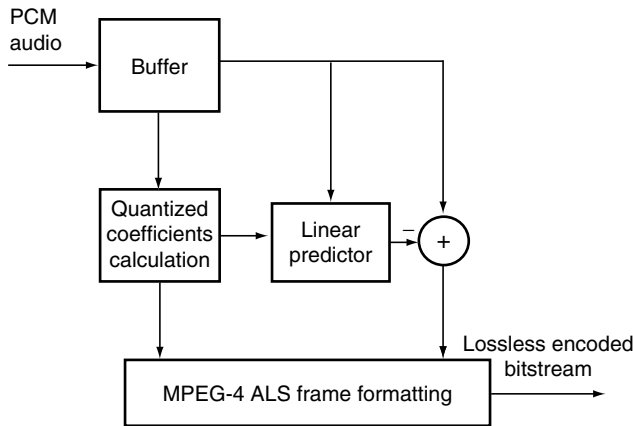 PCM
audio
Buffer
Quantized
coefficients
calculation
Linear
predictor
–
+
Lossless encoded
bitstream
MPEG-4 ALS frame formatting